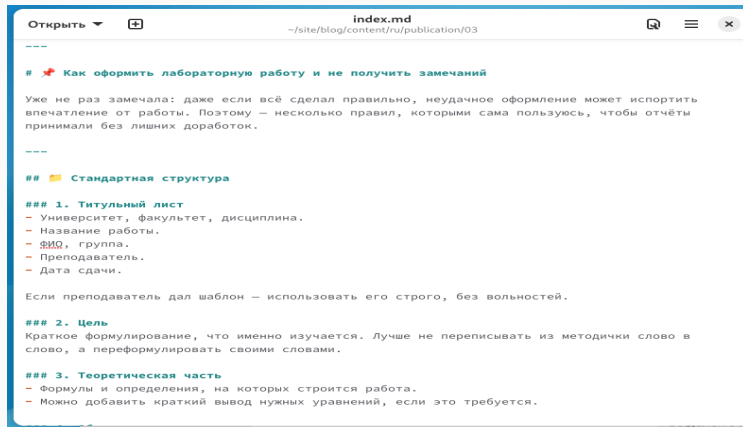 Открыть
index.md
~/site/blog/content/ru/publication/03
---
# 📌 Как оформить лабораторную работу и не получить замечаний
Уже не раз замечала: даже если всё сделал правильно, неудачное оформление может испортить
впечатление от работы. Поэтому — несколько правил, которыми сама пользуюсь, чтобы отчёты
принимали без лишних доработок.
---
## 📁 Стандартная структура
### 1. Титульный лист
- Университет, факультет, дисциплина.
- Название работы.
- ФИО, группа.
- Преподаватель.
- Дата сдачи.
Если преподаватель дал шаблон — использовать его строго, без вольностей.
### 2. Цель
Краткое формулирование, что именно изучается. Лучше не переписывать из методички слово в
слово, а переформулировать своими словами.
### 3. Теоретическая часть
- Формулы и определения, на которых строится работа.
- Можно добавить краткий вывод нужных уравнений, если это требуется.